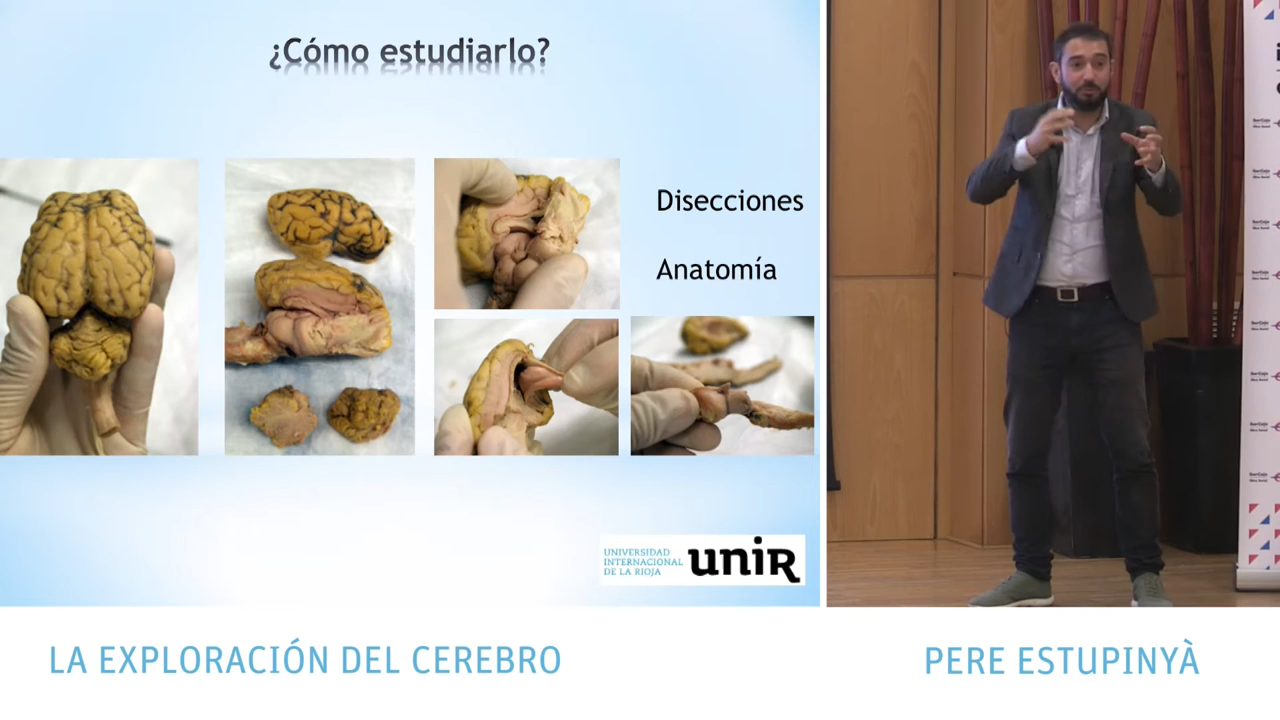 ¿Cómo estudiarlo?
Disecciones
Anatomía
UNIVERSIDAD
INTERNACIONAL
DE LA RIOJA
unir
LA EXPLORACIÓN DEL CEREBRO
PERE ESTUPINYÀ